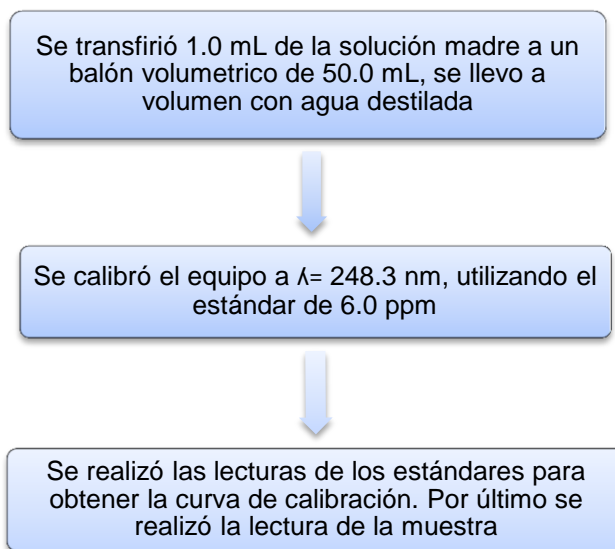 Se transfirió 1.0 mL de la solución madre a un
balón volumetrico de 50.0 mL, se llevo a
volumen con agua destilada
Se calibró el equipo a ʎ= 248.3 nm, utilizando el
estándar de 6.0 ppm
Se realizó las lecturas de los estándares para
obtener la curva de calibración. Por último se
realizó la lectura de la muestra